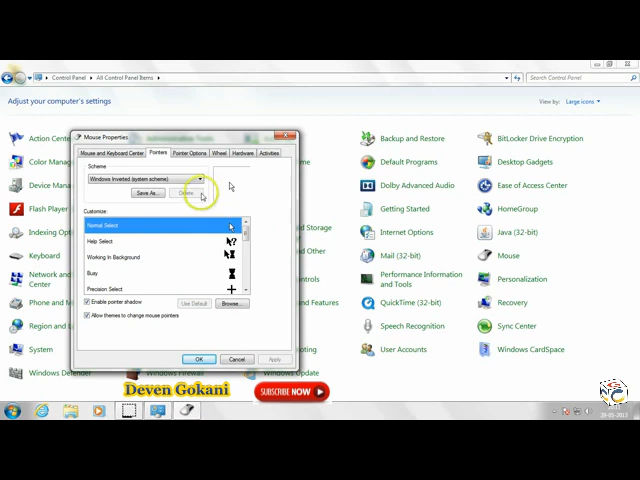 Control Panel
All Control Panel Items
Search Control Panel
Adjust your computer's settings
View by: Large icons
Mouse Properties
Mouse and Keyboard Center
Pointers
Pointer Options
Wheel
Hardware
Activities
Scheme
Windows Inverted (system scheme)
Save As...
Delete
Customize:
Normal Select
Help Select
Working In Background
Busy
Precision Select
Enable pointer shadow
Use Default
Browse...
Allow themes to change mouse pointers
OK
Cancel
Apply
Action Center
Color Manag
Device Mana
Flash Player
Indexing
Keyboard
Network
Center
Phone and M
Region and L
System
Windows Defender
Windows Firewall
Windows Update
Backup and Restore
Default Programs
Dolby Advanced Audio
Getting Started
Internet Options
Mail (32-bit)
Performance Information
and Tools
QuickTime (32-bit)
Speech Recognition
User Accounts
BitLocker Drive Encryption
Desktop Gadgets
Ease of Access Center
HomeGroup
Java (32-bit)
Mouse
Personalization
Recovery
Sync Center
Windows CardSpace
Deven Gokani
SUBSCRIBE NOW